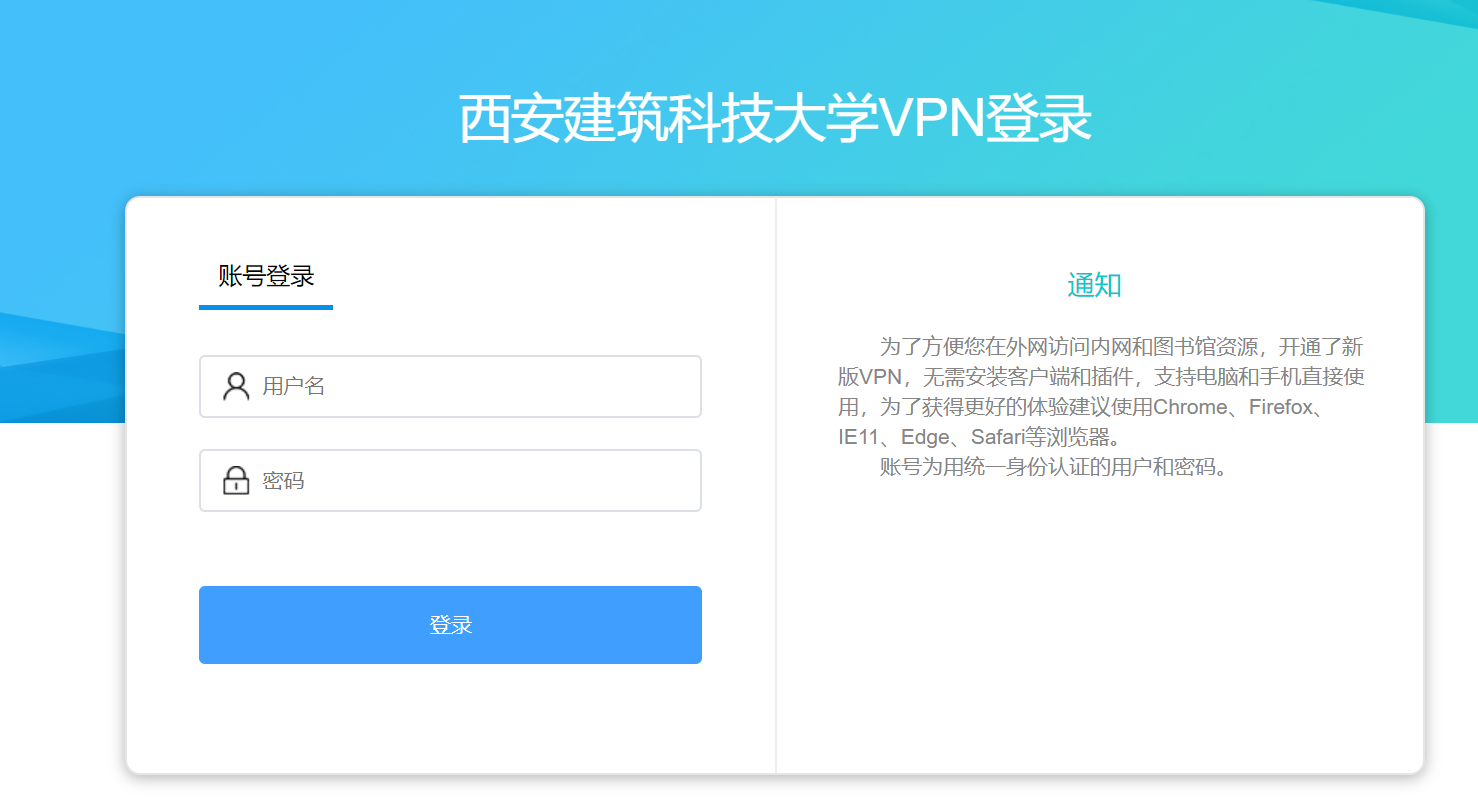 西安建筑科技大学VPN登录
账号登录
用户名
密码
登录
通知
为了方便您在外网访问内网和图书馆资源，开通了新
版VPN，无需安装客户端和插件，支持电脑和手机直接使
用，为了获得更好的体验建议使用Chrome、Firefox、
IE11、Edge、Safari等浏览器。
账号为用统一身份认证的用户和密码。